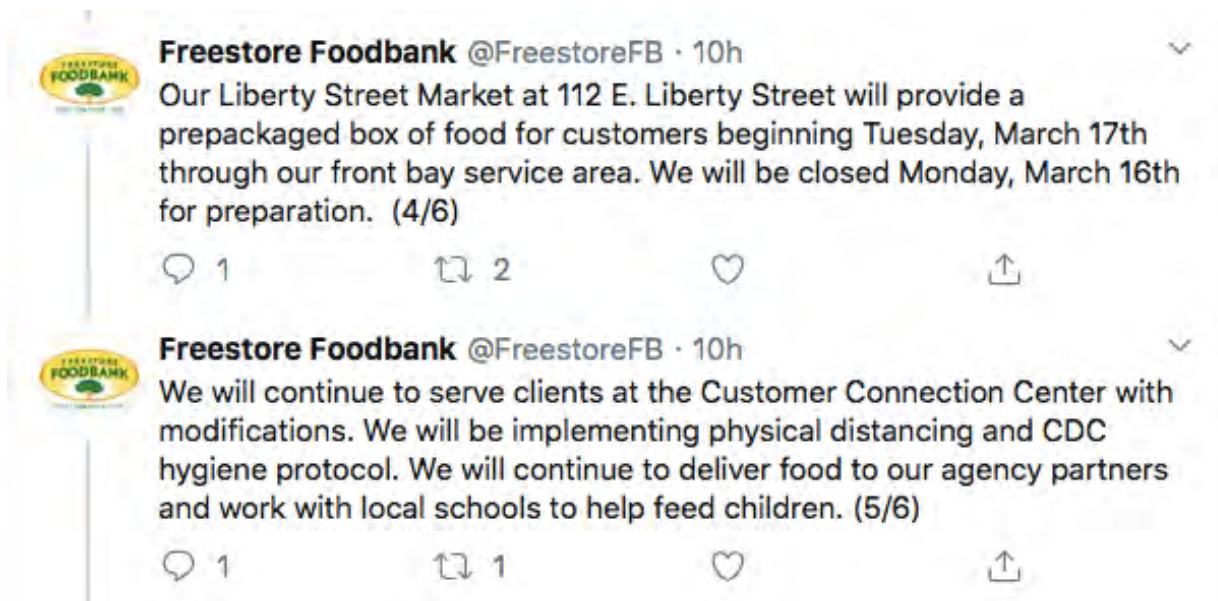 Freestore Foodbank @FreestoreFB · 10h
FOODBANK
Our Liberty Street Market at 112 E. Liberty Street will provide a
prepackaged box of food for customers beginning Tuesday, March 17th
through our front bay service area. We will be closed Monday, March 16th
for preparation. (4/6)
1 2
Freestore Foodbank @FreestoreFB · 10h
FOODBANK
We will continue to serve clients at the Customer Connection Center with
modifications. We will be implementing physical distancing and CDC
hygiene protocol. We will continue to deliver food to our agency partners
and work with local schools to help feed children. (5/6)
1 1